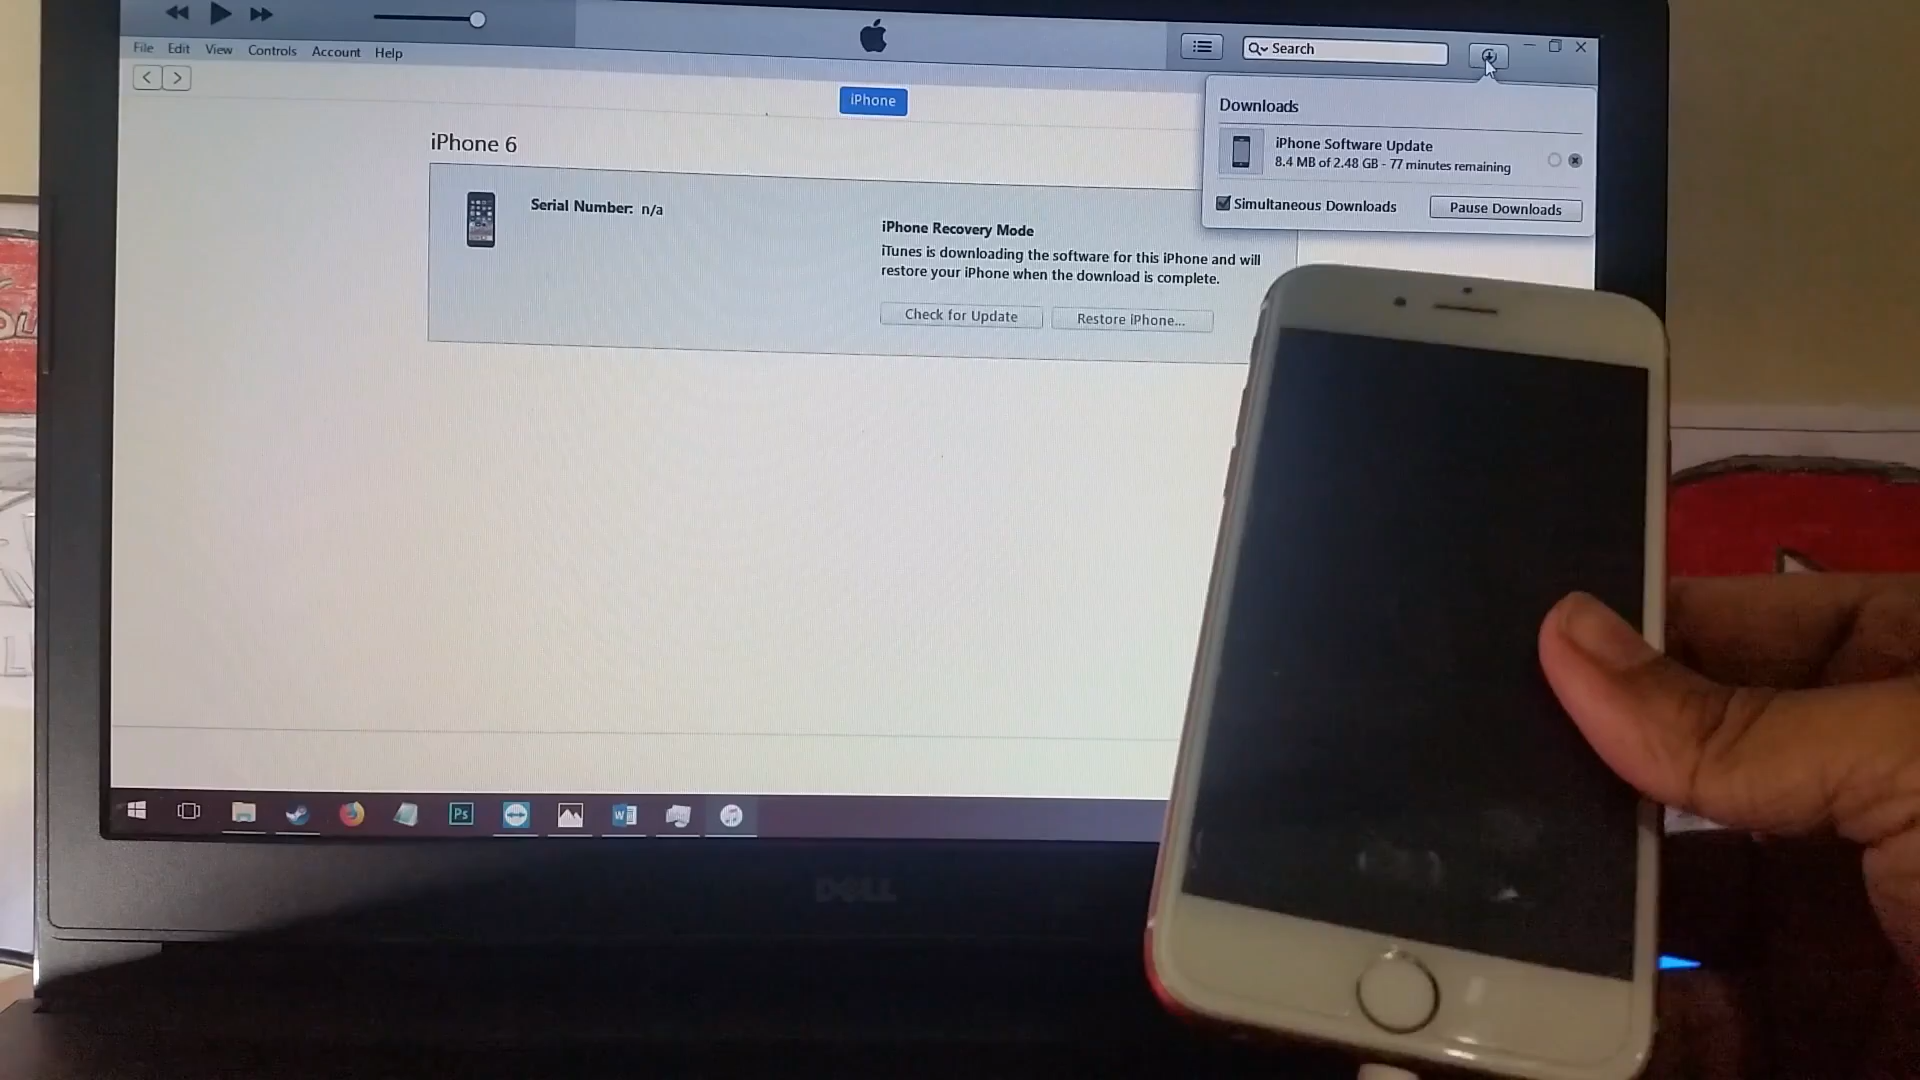 Search
File Edit View Controls Account Help
iPhone
Downloads
iPhone Software Update
8.4 MB of 2.48 GB - 77 minutes remaining
Simultaneous Downloads
Pause Downloads
iPhone 6
Serial Number: n/a
iPhone Recovery Mode
iTunes is downloading the software for this iPhone and will
restore your iPhone when the download is complete.
Check for Update
Restore iPhone...
Ps
W
DELL